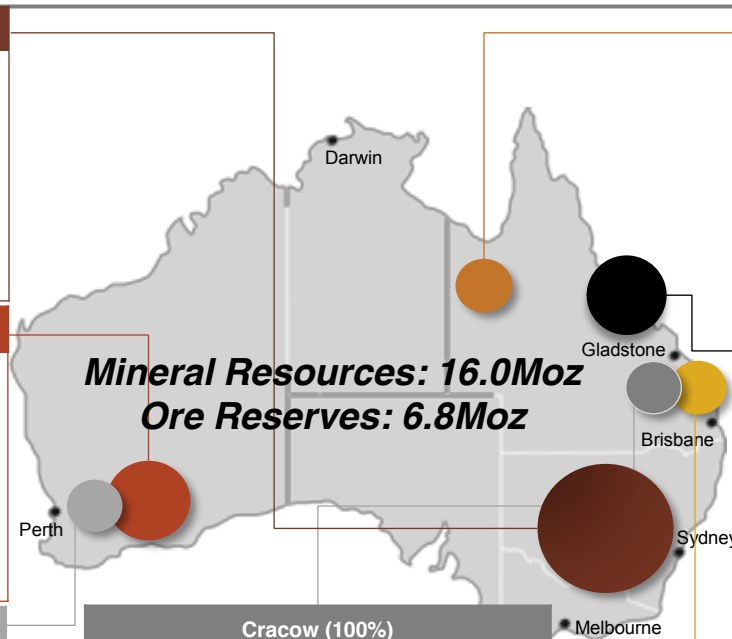 Darwin
Mineral Resources: 16.0Moz
Ore Reserves: 6.8Moz
Gladstone
Brisbane
Perth
Sydney
Cracow (100%)
Melbourne